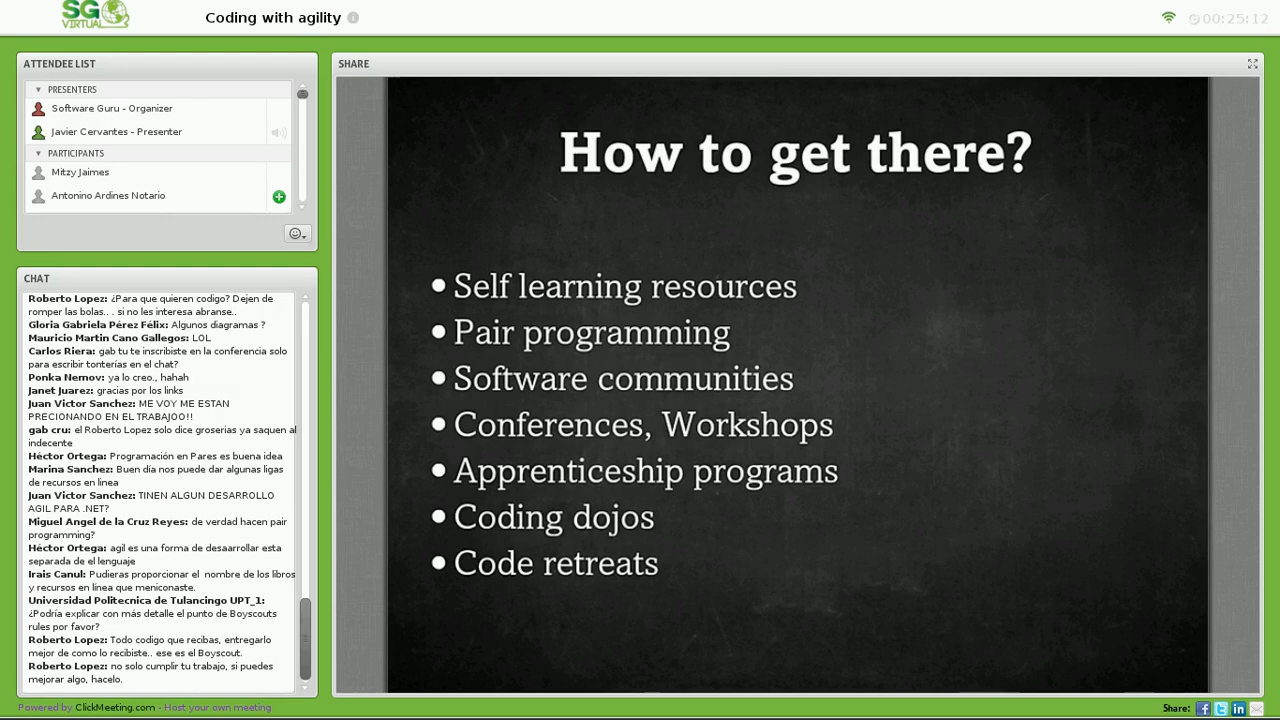 SG
VIRTUAL
Coding with agility
00:25:12
ATTENDEE LIST
PRESENTERS
Software Guru - Organizer
Javier Cervantes - Presenter
PARTICIPANTS
Mitzy Jaimes
Antonino Ardines Notario
CHAT
Roberto Lopez: ¿Para que quieren codigo? Dejen de
romper las bolas.. . si no les interesa abranse..
Gloria Gabriela Pérez Félix: Algunos diagramas ?
Mauricio Martin Cano Gallegos: LOL
Carlos Riera: gab tu te inscribiste en la conferencia solo
para escribir tonterías en el chat?
Ponka Nemov: ya lo creo., hahah
Janet Juarez: gracias por los links
Juan Victor Sanchez: ME VOY ME ESTAN
PRECIONANDO EN EL TRABAJOO!!
gab cru: el Roberto Lopez solo dice groserias ya saquen al
indecente
Héctor Ortega: Programación en Pares es buena idea
Marina Sanchez: Buen día nos puede dar algunas ligas
de recursos en linea
Juan Victor Sanchez: TINEN ALGUN DESARROLLO
AGIL PARA .NET?
Miguel Angel de la Cruz Reyes: de verdad hacen pair
programming?
Héctor Ortega: agil es una forma de desaarrollar esta
separada de el lenguaje
Irais Canul: Pudieras proporcionar el  nombre de los libros
y recursos en línea que meniconaste.
Universidad Politecnica de Tulancingo UPT_1:
¿Podría explicar con más detalle el punto de Boyscouts
rules por favor?
Roberto Lopez: Todo codigo que recibas, entregarlo
mejor de como lo recibiste.. ese es el Boyscout.
Roberto Lopez: no solo cumplir tu trabajo, si puedes
mejorar algo, hacelo.
SHARE
How to get there?
• Self learning resources
• Pair programming
• Software communities
• Conferences, Workshops
• Apprenticeship programs
• Coding dojos
• Code retreats
Powered by ClickMeeting.com - Host your own meeting
Share: